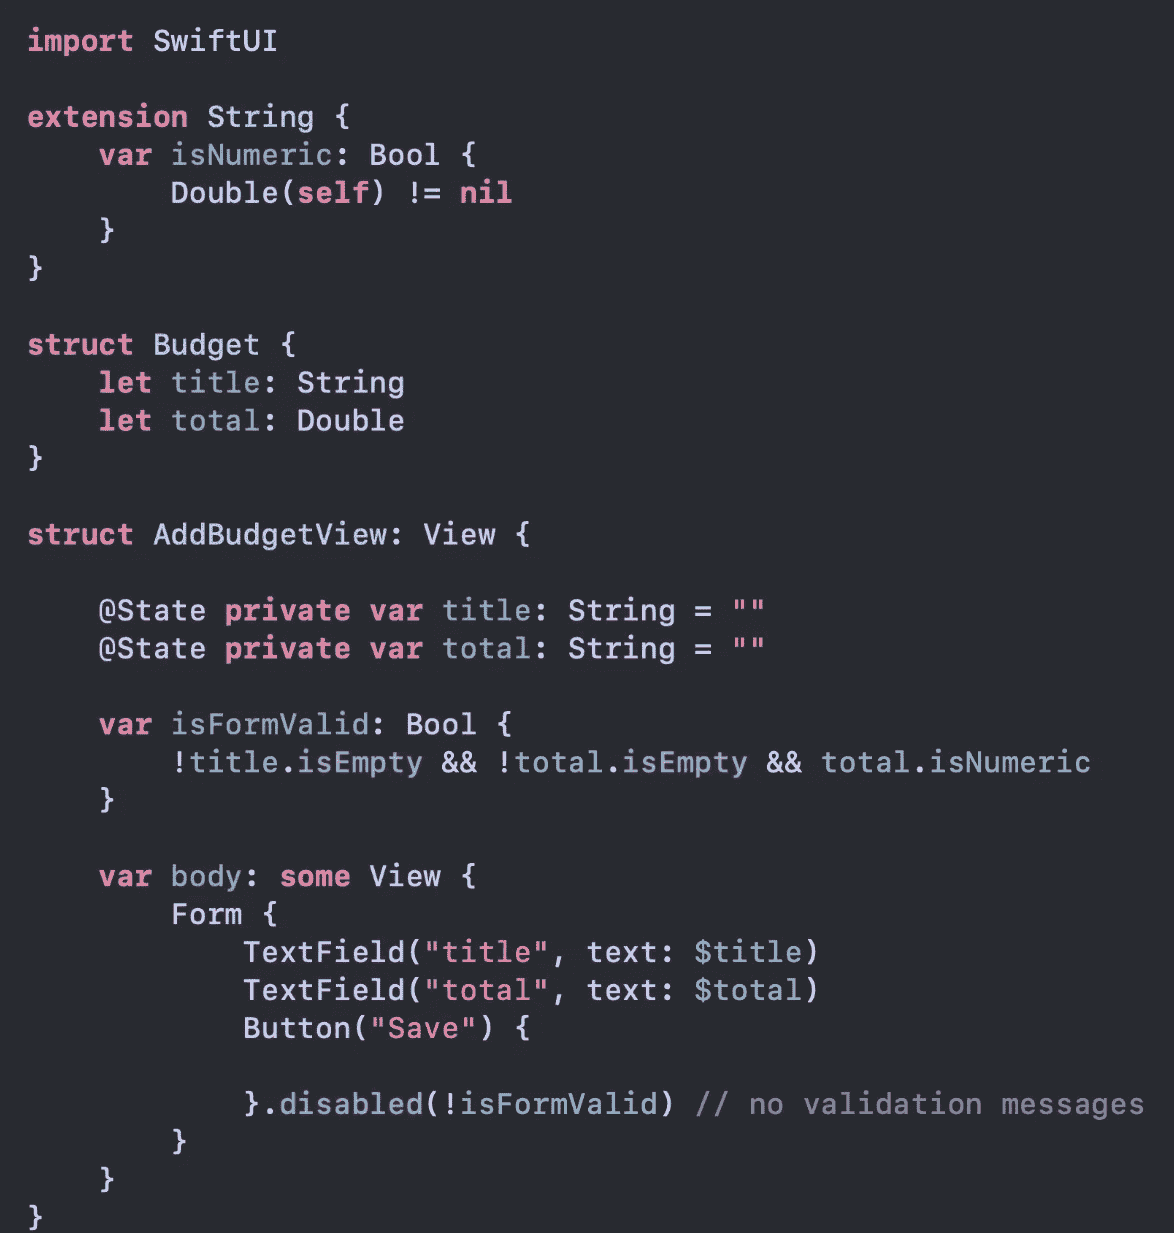 import SwiftUI

extension String {
    var isNumeric: Bool {
        Double(self) != nil
    }
}

struct Budget {
    let title: String
    let total: Double
}

struct AddBudgetView: View {

    @State private var title: String = ""
    @State private var total: String = ""

    var isFormValid: Bool {
        !title.isEmpty && !total.isEmpty && total.isNumeric
    }

    var body: some View {
        Form {
            TextField("title", text: $title)
            TextField("total", text: $total)
            Button("Save") {

            }.disabled(!isFormValid) // no validation messages
        }
    }
}